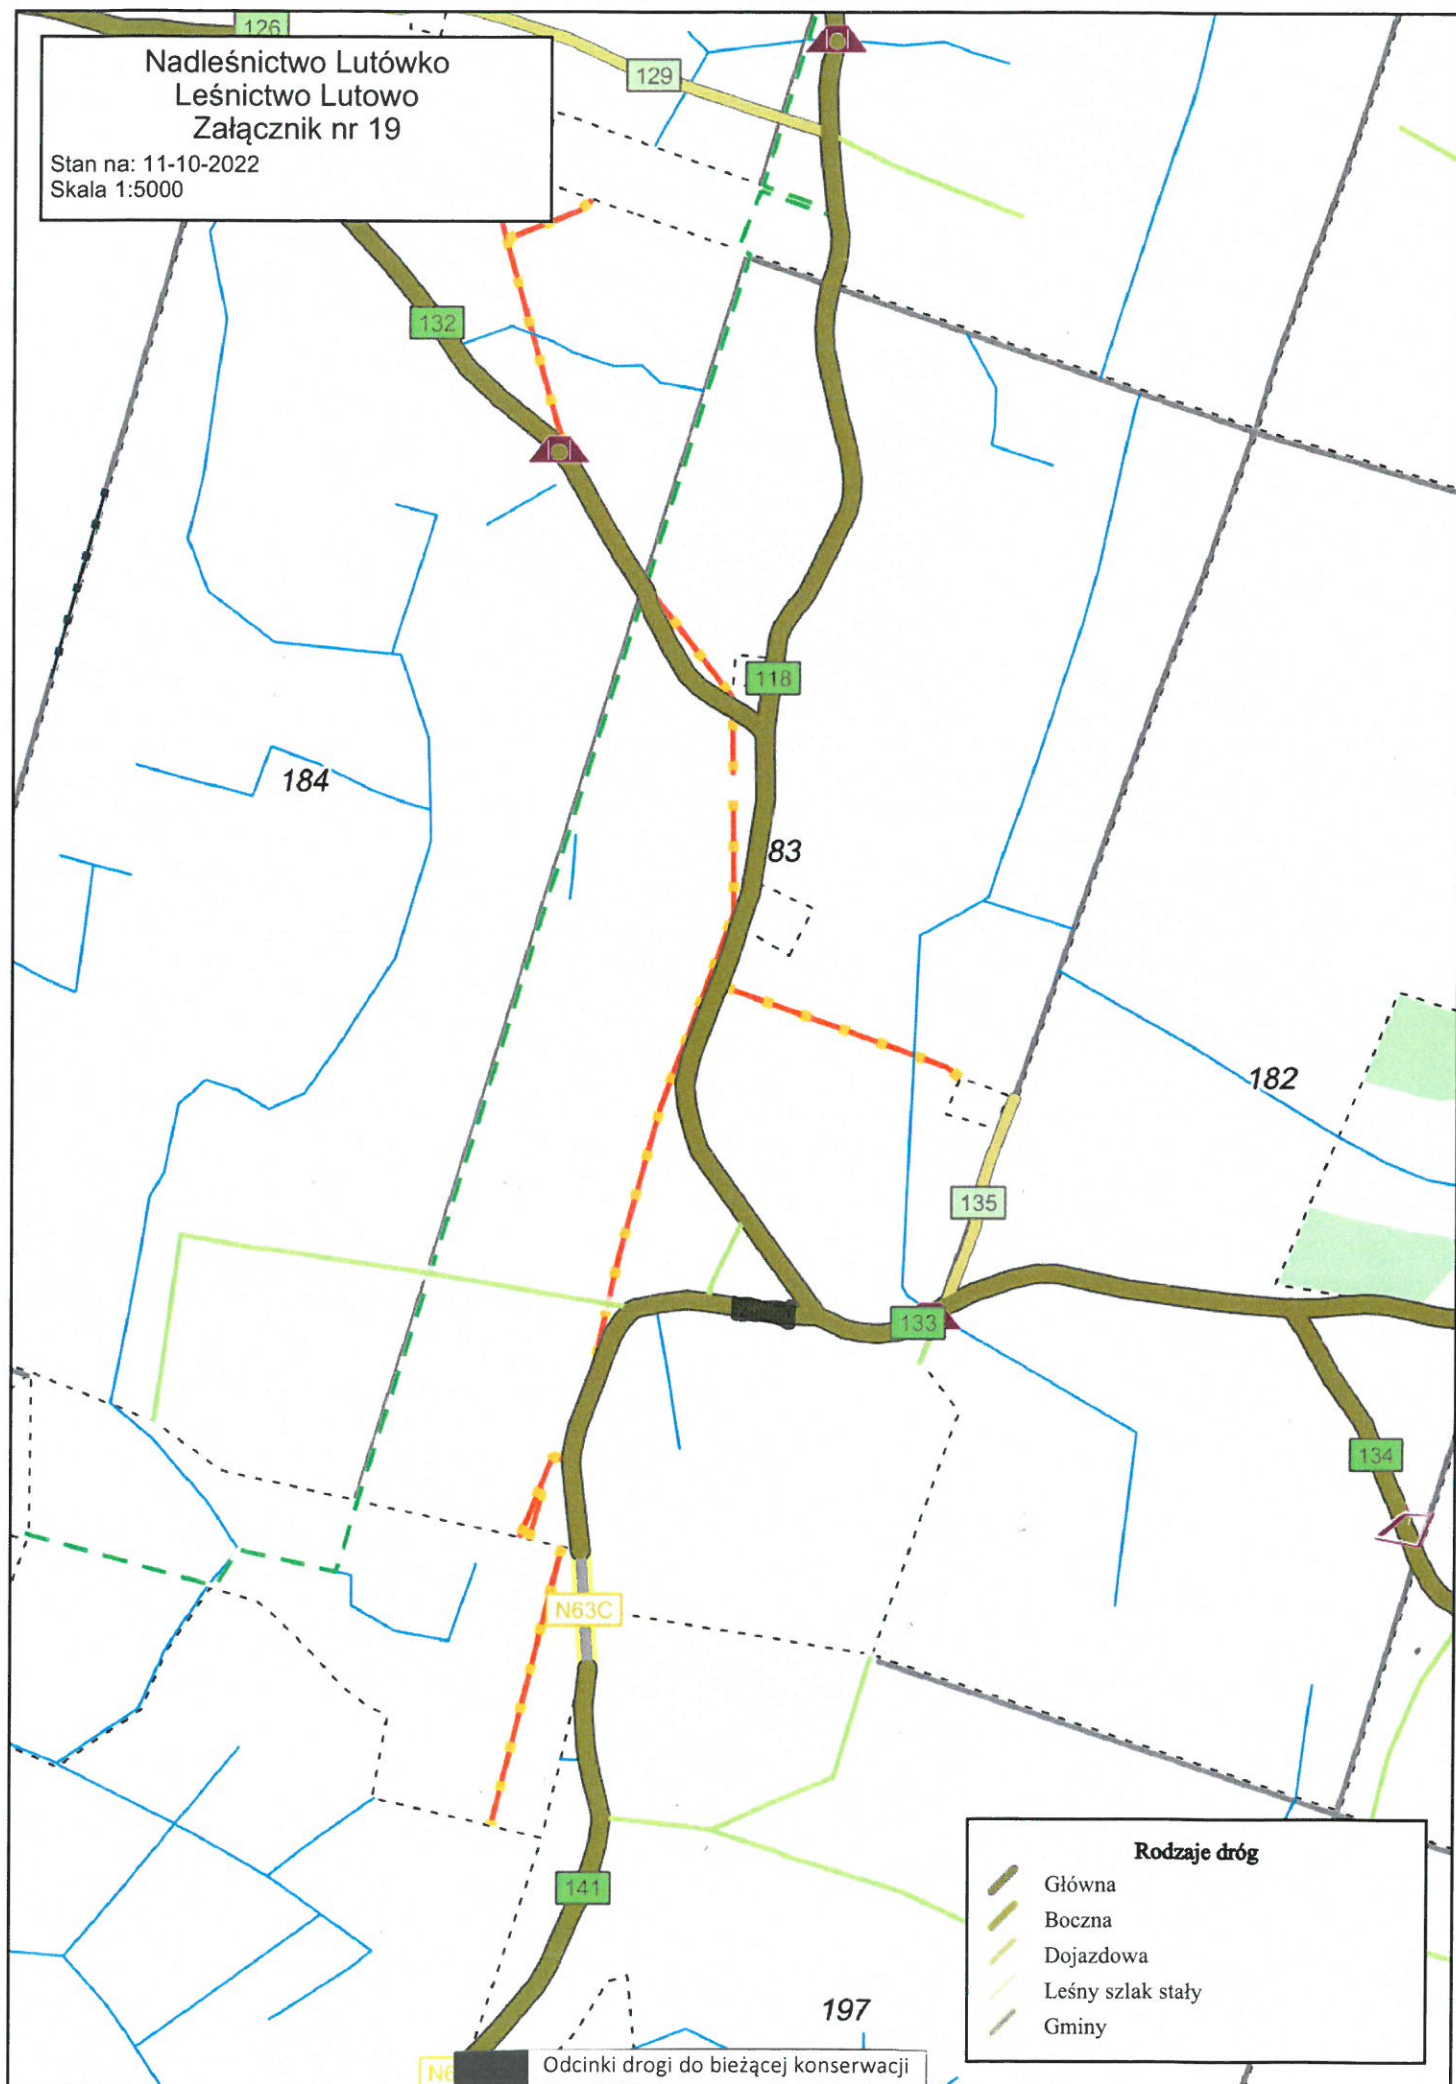 126
Nadleśnictwo Lutówko
Leśnictwo Lutowo
Załącznik nr 19
Stan na: 11-10-2022
Skala 1:5000
129
132
118
184
83
182
135
133
134
N63C
141
197
Rodzaje dróg
Główna
Boczna
Dojazdowa
Leśny szlak stały
Gminy
Odcinki drogi do bieżącej konserwacji